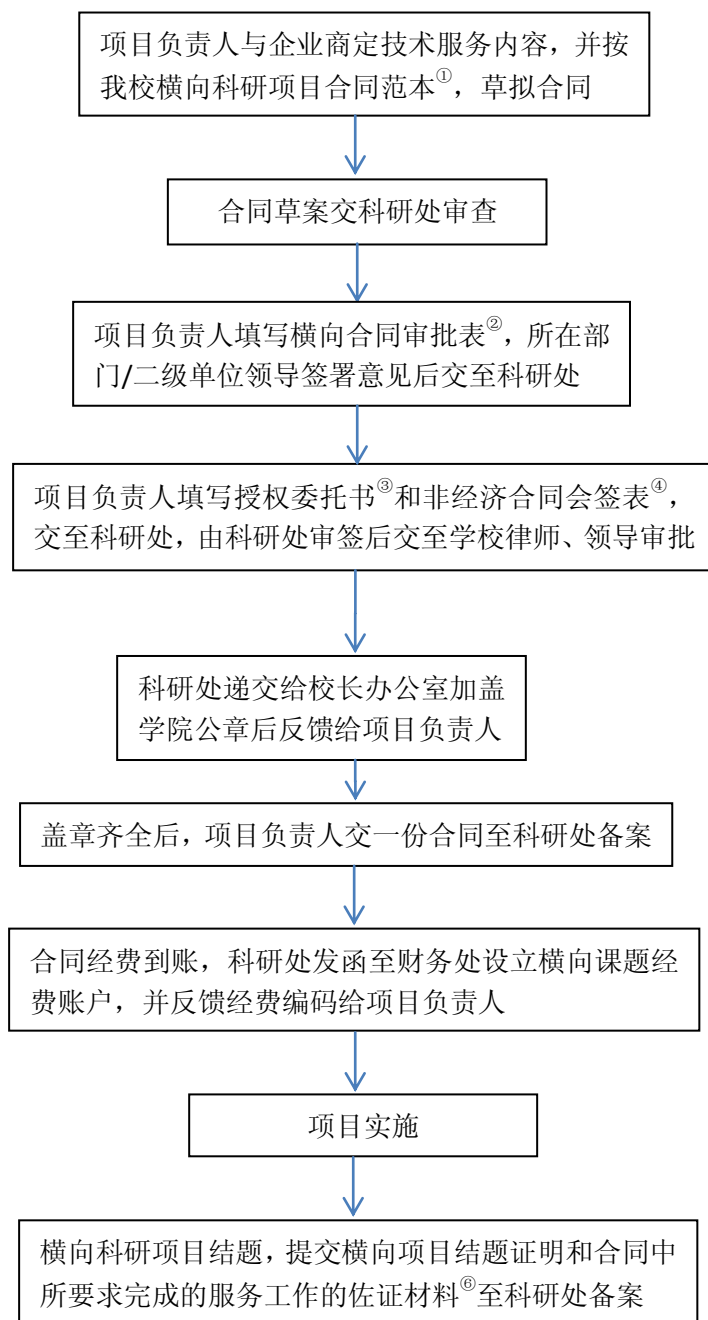 项目负责人与企业商定技术服务内容，并按
我校横向科研项目合同范本①，草拟合同
合同草案交科研处审查
项目负责人填写横向合同审批表②，所在部
门/二级单位领导签署意见后交至科研处
项目负责人填写授权委托书③和非经济合同会签表④，
交至科研处，由科研处审签后交至学校律师、领导审批
科研处递交给校长办公室加盖
学院公章后反馈给项目负责人
盖章齐全后，项目负责人交一份合同至科研处备案
合同经费到账，科研处发函至财务处设立横向课题经
费账户，并反馈经费编码给项目负责人
项目实施
横向科研项目结题，提交横向项目结题证明和合同中
所要求完成的服务工作的佐证材料⑥至科研处备案